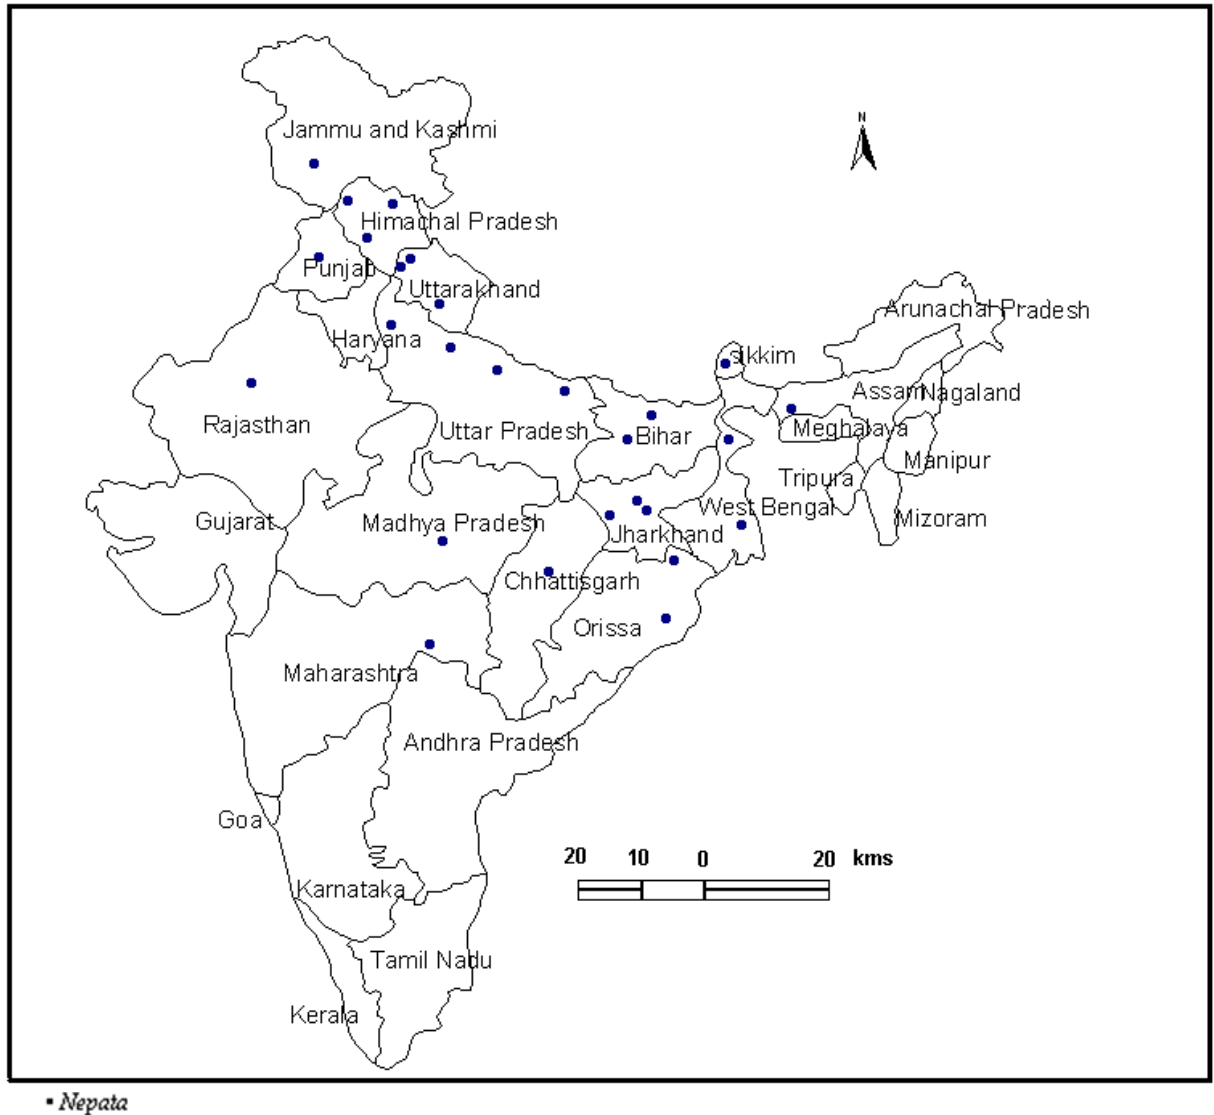 N
Jammu and Kashmi
Himachal Pradesh
Punjab
Uttarakhand
Arunachal Pradesh
Haryana
sikkim
Assam
Nagaland
Rajasthan
Uttar Pradesh
Bihar
Meghalaya
Manipur
Tripura
Gujarat
Madhya Pradesh
West Bengal
Mizoram
Jharkhand
Chhattisgarh
Orissa
Maharashtra
Andhra Pradesh
Goa
20 10 0 20 kms
Karnataka
Tamil Nadu
Kerala
▪ Nepata